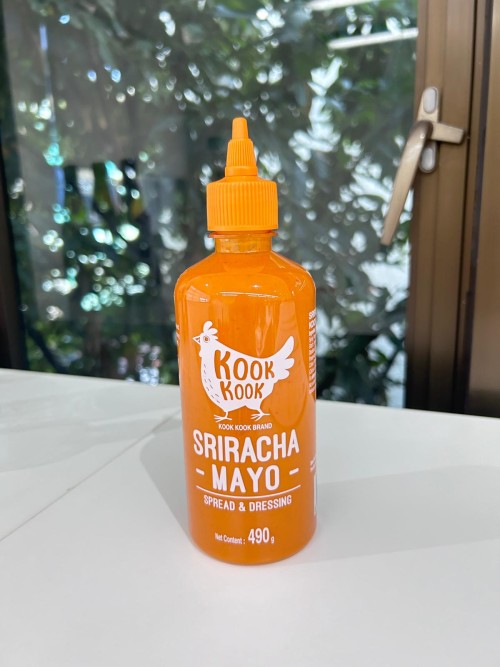 KOOK
KOOK
KOOK KOOK BRAND
SRIRACHA
- MAYO -
SPREAD & DRESSING
Net Content : 490 g